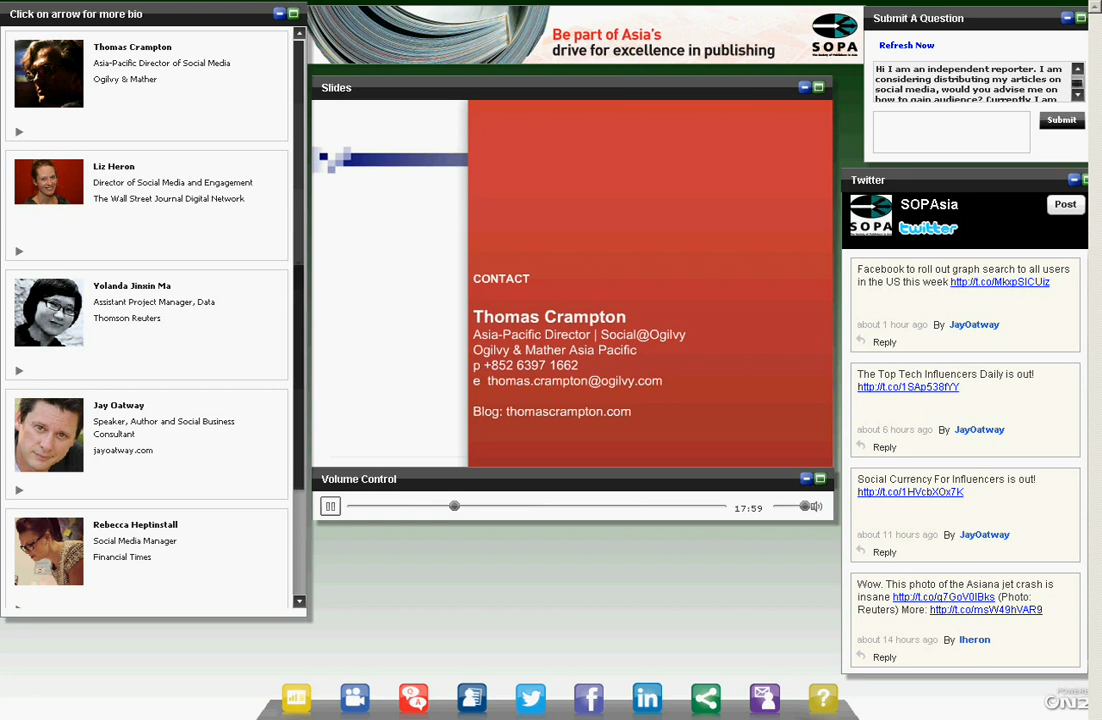 Click on arrow for more bio
Thomas Crampton
Asia-Pacific Director of Social Media
Ogilvy & Mather
Liz Heron
Director of Social Media and Engagement
The Wall Street Journal Digital Network
Yolanda Jinxin Ma
Assistant Project Manager, Data
Thomson Reuters
Jay Oatway
Speaker, Author and Social Business
Consultant
jayoatway.com
Rebecca Heptinstall
Social Media Manager
Financial Times
Be part of Asia's
drive for excellence in publishing
SOPA
Slides
CONTACT
Thomas Crampton
Asia-Pacific Director | Social@Ogilvy
Ogilvy & Mather Asia Pacific
p +852 6397 1662
e thomas.crampton@ogilvy.com
Blog: thomascrampton.com
Volume Control
17:59
Submit A Question
Refresh Now
Hi I am an independent reporter. I am
considering distributing my articles on
social media, would you advise me on
how to gain audience? Currently I am
Submit
Twitter
SOPA
SOPAsia
twitter
Post
Facebook to roll out graph search to all users
in the US this week http://t.co/MkxpSICUiz
about 1 hour ago By JayOatway
Reply
The Top Tech Influencers Daily is out!
http://t.co/1SAp538fYY
about 6 hours ago By JayOatway
Reply
Social Currency For Influencers is out!
http://t.co/1HVcbXOx7K
about 11 hours ago By JayOatway
Reply
Wow. This photo of the Asiana jet crash is
insane http://t.co/q7GoV0IBks (Photo:
Reuters) More: http://t.co/msW49hVAR9
about 14 hours ago By lheron
Reply
Q
A
f
in
?
ON24